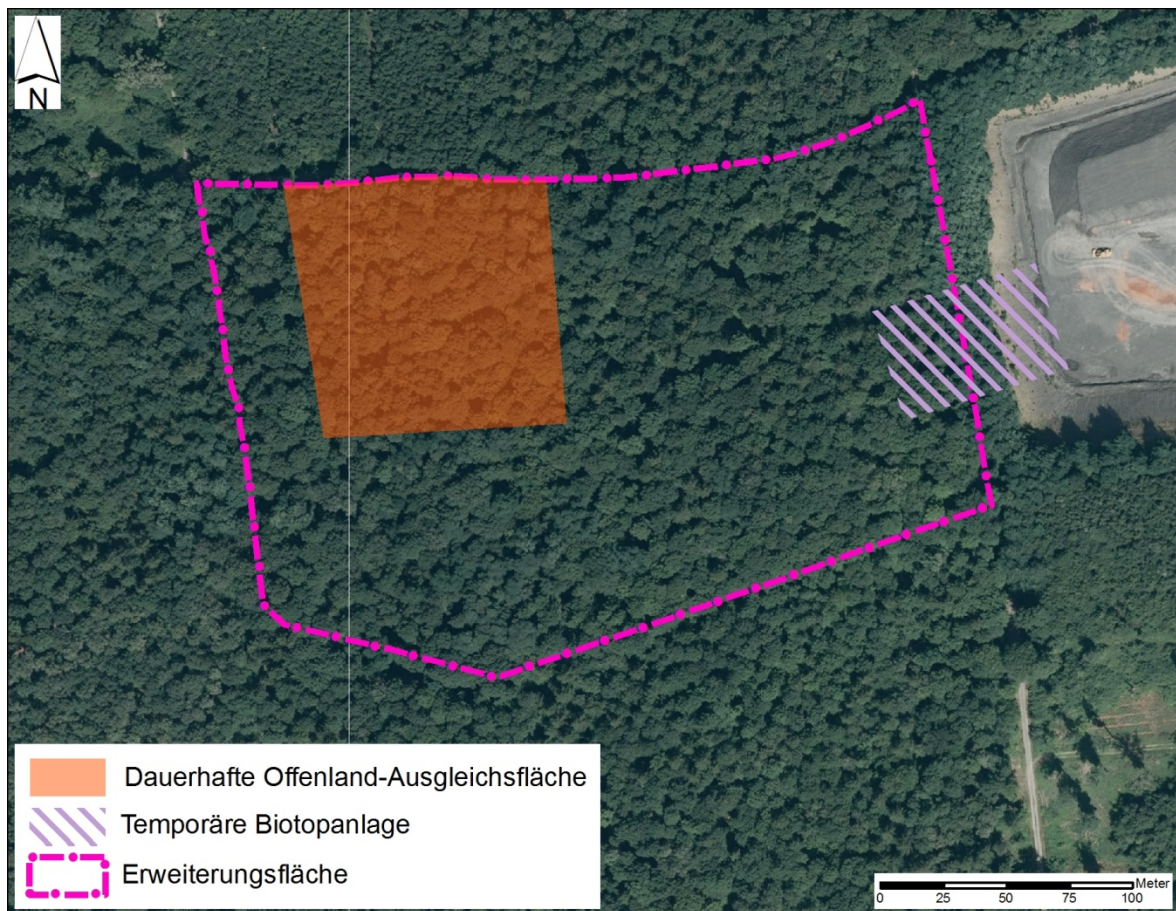 N
Dauerhafte Offenland-Ausgleichsfläche
Temporäre Biotopanlage
Erweiterungsfläche
Meter
0 25 50 75 100